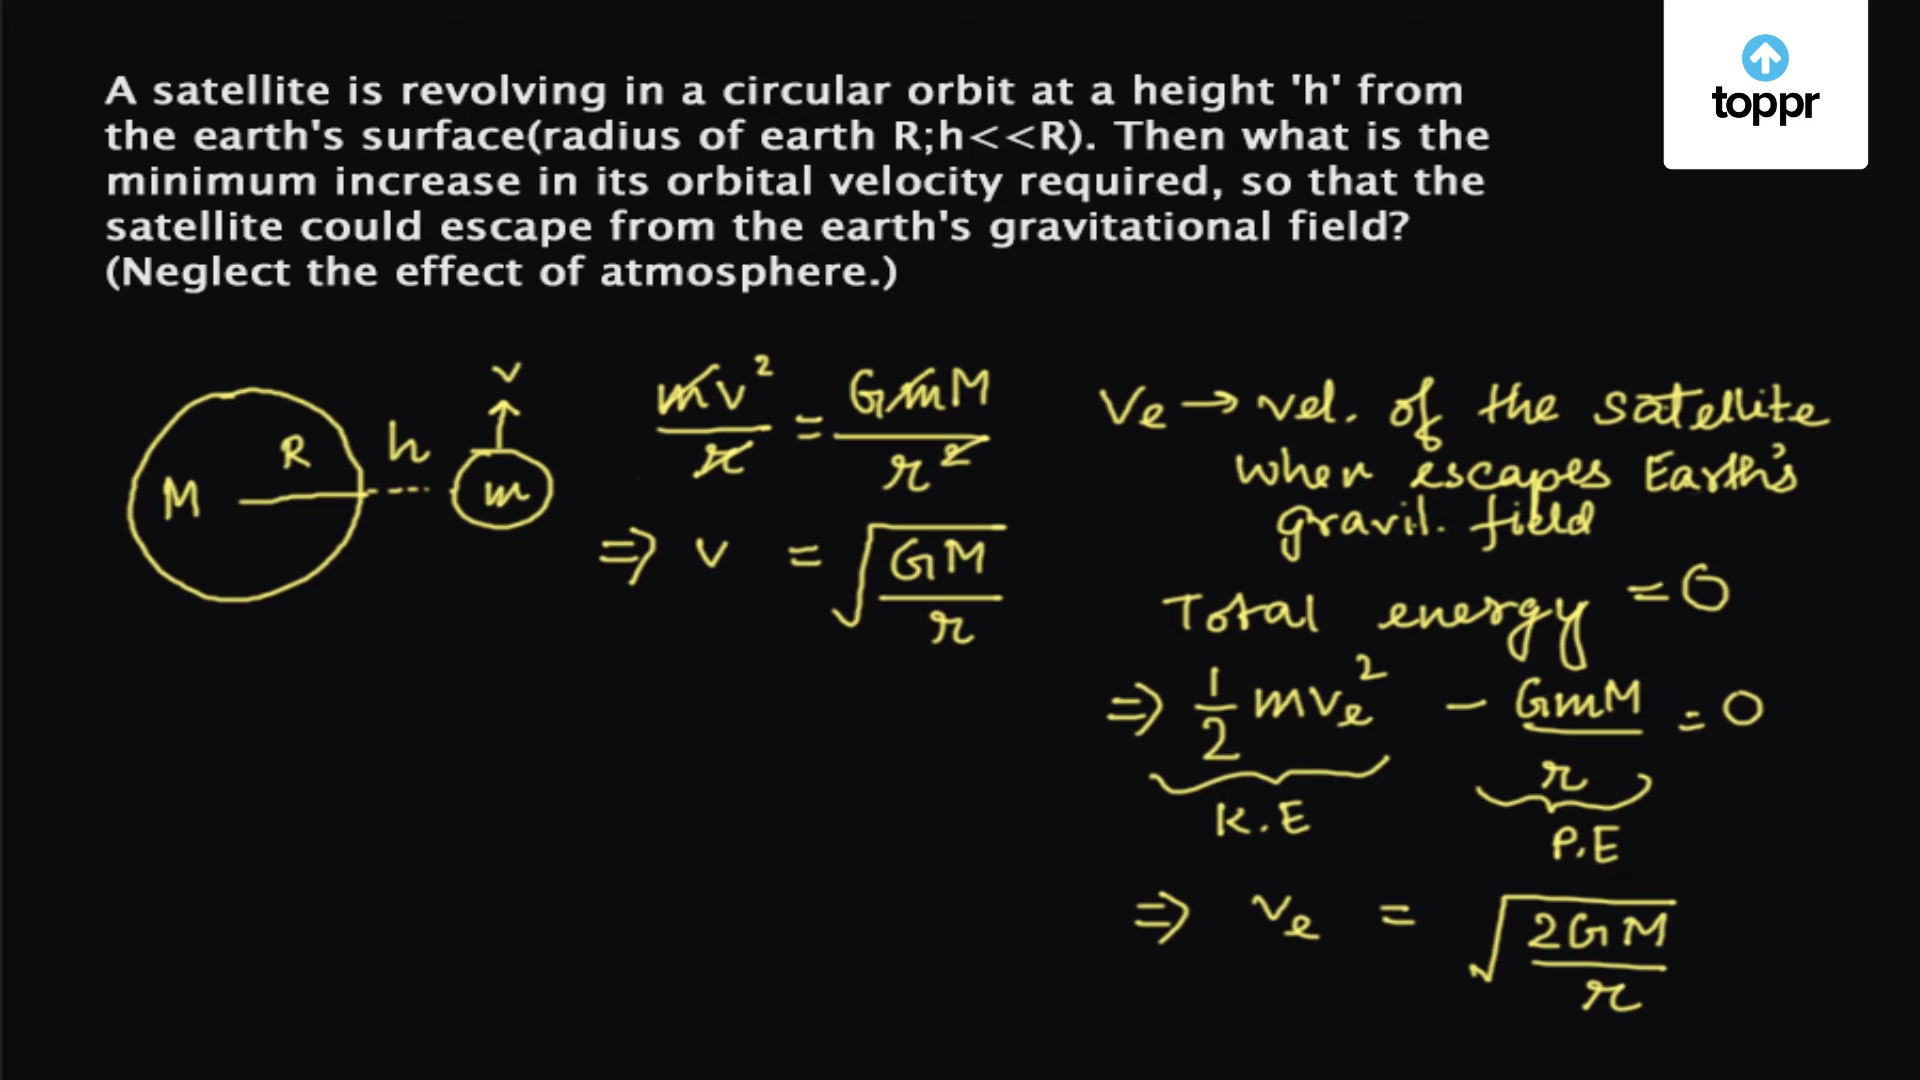 toppr
A satellite is revolving in a circular orbit at a height 'h' from
the earth's surface(radius of earth R;h<<R). Then what is the
minimum increase in its orbital velocity required, so that the
satellite could escape from the earth's gravitational field?
(Neglect the effect of atmosphere.)
M R h m v
mv²/r = GmM/r²
⇒ v = √(GM/r)
Ve → vel. of the satellite
when escapes Earth's
gravit. field
Total energy = 0
⇒ 1/2 mve² - GmM/r = 0
K.E P.E
⇒ ve = √(2GM/r)